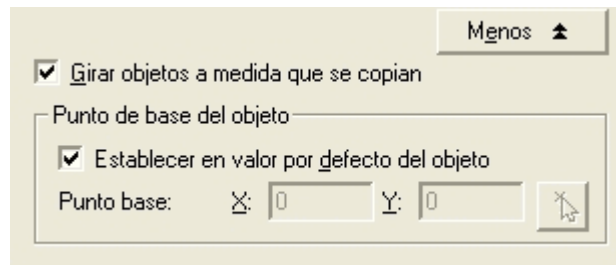 Menos
Girar objetos a medida que se copian
Punto de base del objeto
Establecer en valor por defecto del objeto
Punto base: X: 0 Y: 0